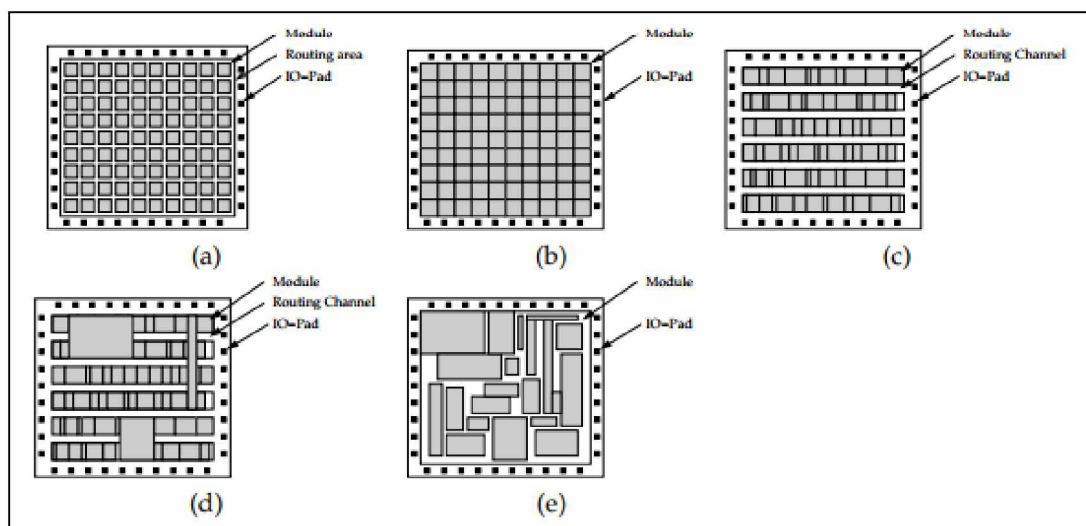 Module
Routing area
IO=Pad
(a)
Module
IO=Pad
(b)
Module
Routing Channel
IO=Pad
(c)
Module
Routing Channel
IO=Pad
(d)
Module
IO=Pad
(e)